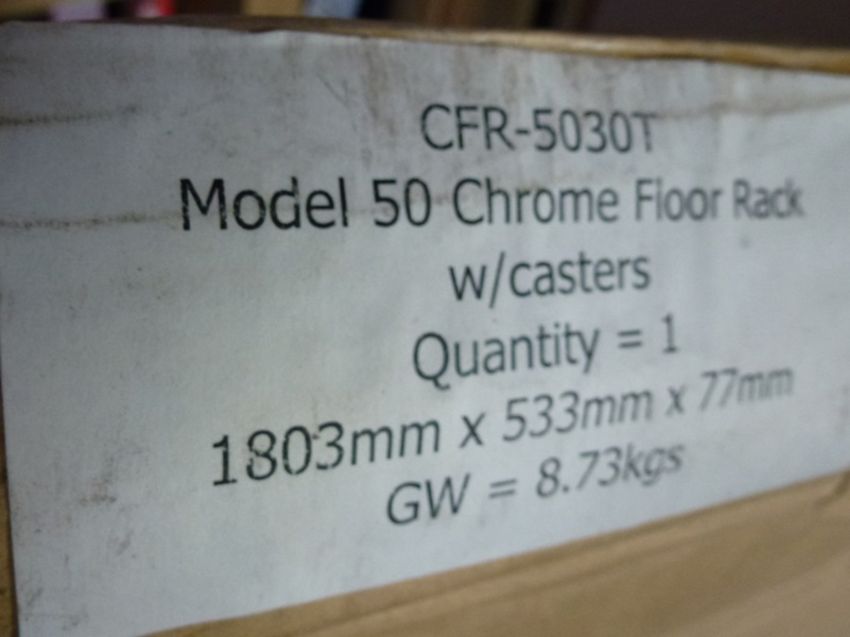 CFR-5030T
Model 50 Chrome Floor Rack
w/casters
Quantity = 1
1803mm x 533mm x 77mm
GW = 8.73kgs